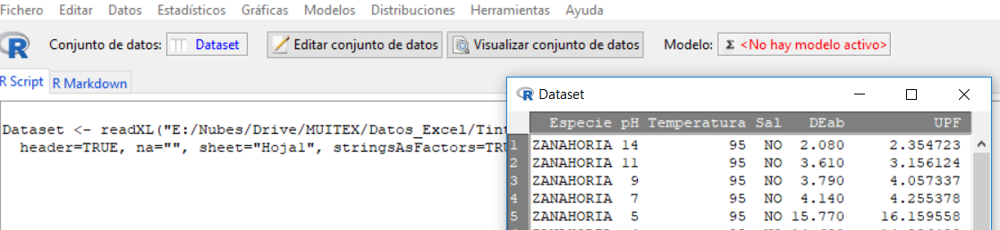 Fichero Editar Datos Estadísticos Gráficas Modelos Distribuciones Herramientas Ayuda
R Conjunto de datos: Dataset Editar conjunto de datos Visualizar conjunto de datos Modelo: Σ <No hay modelo activo>
R Script R Markdown
Dataset <- readXL("E:/Nubes/Drive/MUITEX/Datos_Excel/Tint
header=TRUE, na="", sheet="Hoja1", stringsAsFactors=TRU
R Dataset
Especie pH Temperatura Sal DEab UPF
1 ZANAHORIA 14 95 NO 2.080 2.354723
2 ZANAHORIA 11 95 NO 3.610 3.156124
3 ZANAHORIA 9 95 NO 3.790 4.057337
4 ZANAHORIA 7 95 NO 4.140 4.255378
5 ZANAHORIA 5 95 NO 15.770 16.159558